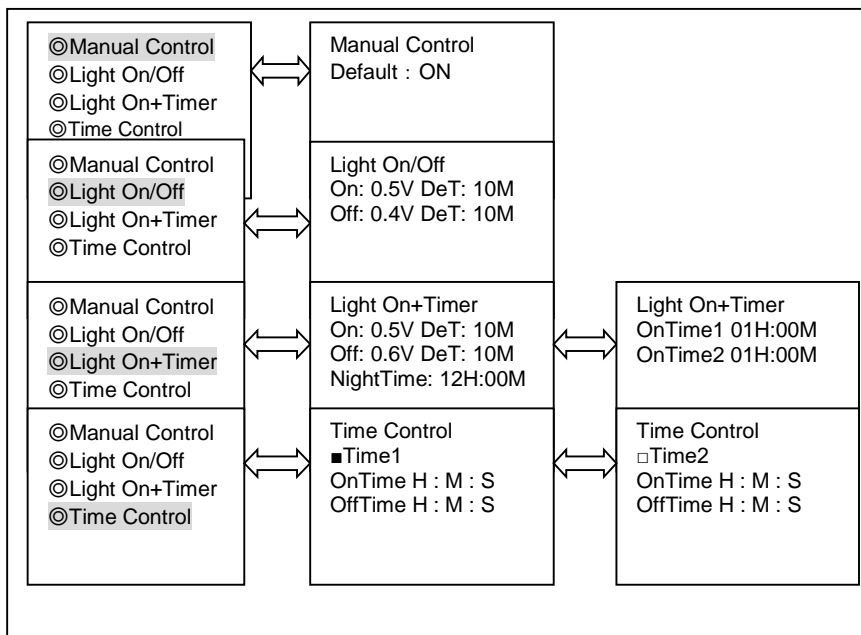 ◎Manual Control
◎Light On/Off
◎Light On+Timer
◎Time Control
Manual Control
Default：ON
◎Manual Control
◎Light On/Off
◎Light On+Timer
◎Time Control
Light On/Off
On: 0.5V DeT: 10M
Off: 0.4V DeT: 10M
◎Manual Control
◎Light On/Off
◎Light On+Timer
◎Time Control
Light On+Timer
On: 0.5V DeT: 10M
Off: 0.6V DeT: 10M
NightTime: 12H:00M
Light On+Timer
OnTime1 01H:00M
OnTime2 01H:00M
◎Manual Control
◎Light On/Off
◎Light On+Timer
◎Time Control
Time Control
■Time1
OnTime H : M : S
OffTime H : M : S
Time Control
□Time2
OnTime H : M : S
OffTime H : M : S